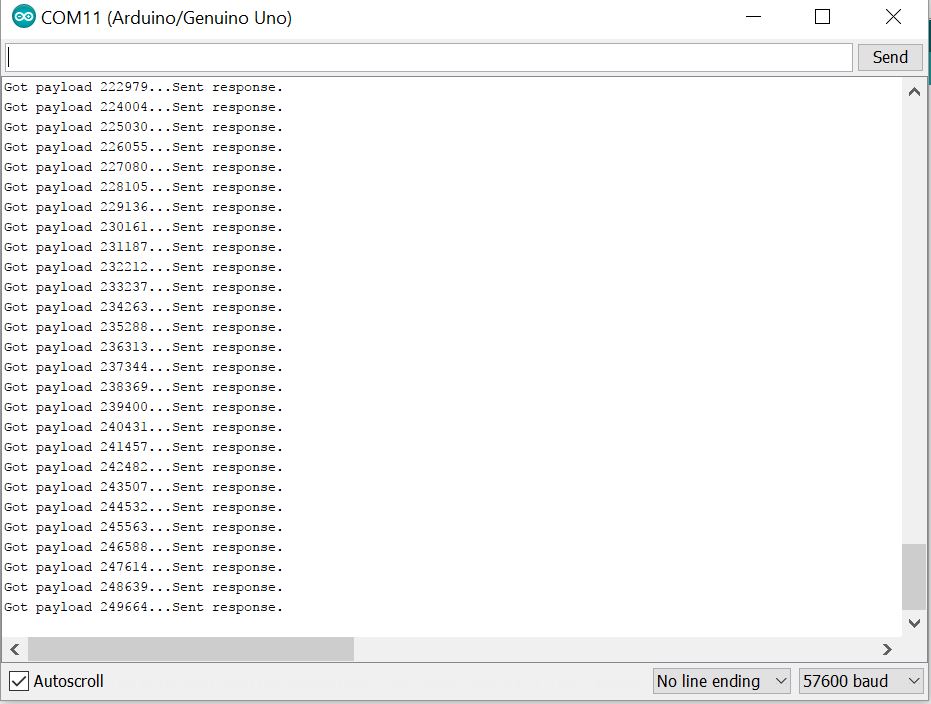 COM11 (Arduino/Genuino Uno)
Send
Got payload 222979...Sent response.
Got payload 224004...Sent response.
Got payload 225030...Sent response.
Got payload 226055...Sent response.
Got payload 227080...Sent response.
Got payload 228105...Sent response.
Got payload 229136...Sent response.
Got payload 230161...Sent response.
Got payload 231187...Sent response.
Got payload 232212...Sent response.
Got payload 233237...Sent response.
Got payload 234263...Sent response.
Got payload 235288...Sent response.
Got payload 236313...Sent response.
Got payload 237344...Sent response.
Got payload 238369...Sent response.
Got payload 239400...Sent response.
Got payload 240431...Sent response.
Got payload 241457...Sent response.
Got payload 242482...Sent response.
Got payload 243507...Sent response.
Got payload 244532...Sent response.
Got payload 245563...Sent response.
Got payload 246588...Sent response.
Got payload 247614...Sent response.
Got payload 248639...Sent response.
Got payload 249664...Sent response.
Autoscroll
No line ending
57600 baud